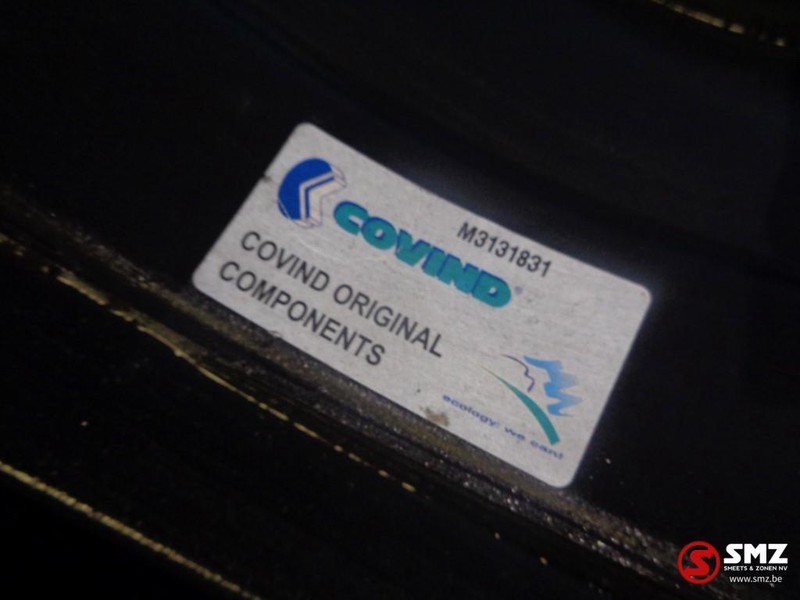 M3131831
COVIND®
COVIND ORIGINAL
COMPONENTS
ecology: we care!
SMZ
SMEETS & ZONEN NV
www.smz.be